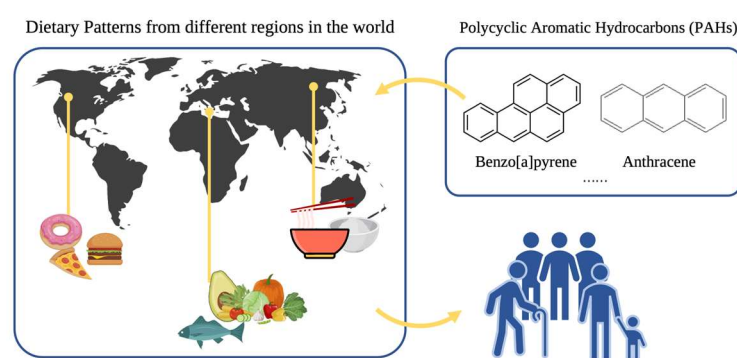 Dietary Patterns from different regions in the world
Polycyclic Aromatic Hydrocarbons (PAHs)
Benzo[a]pyrene
Anthracene
......